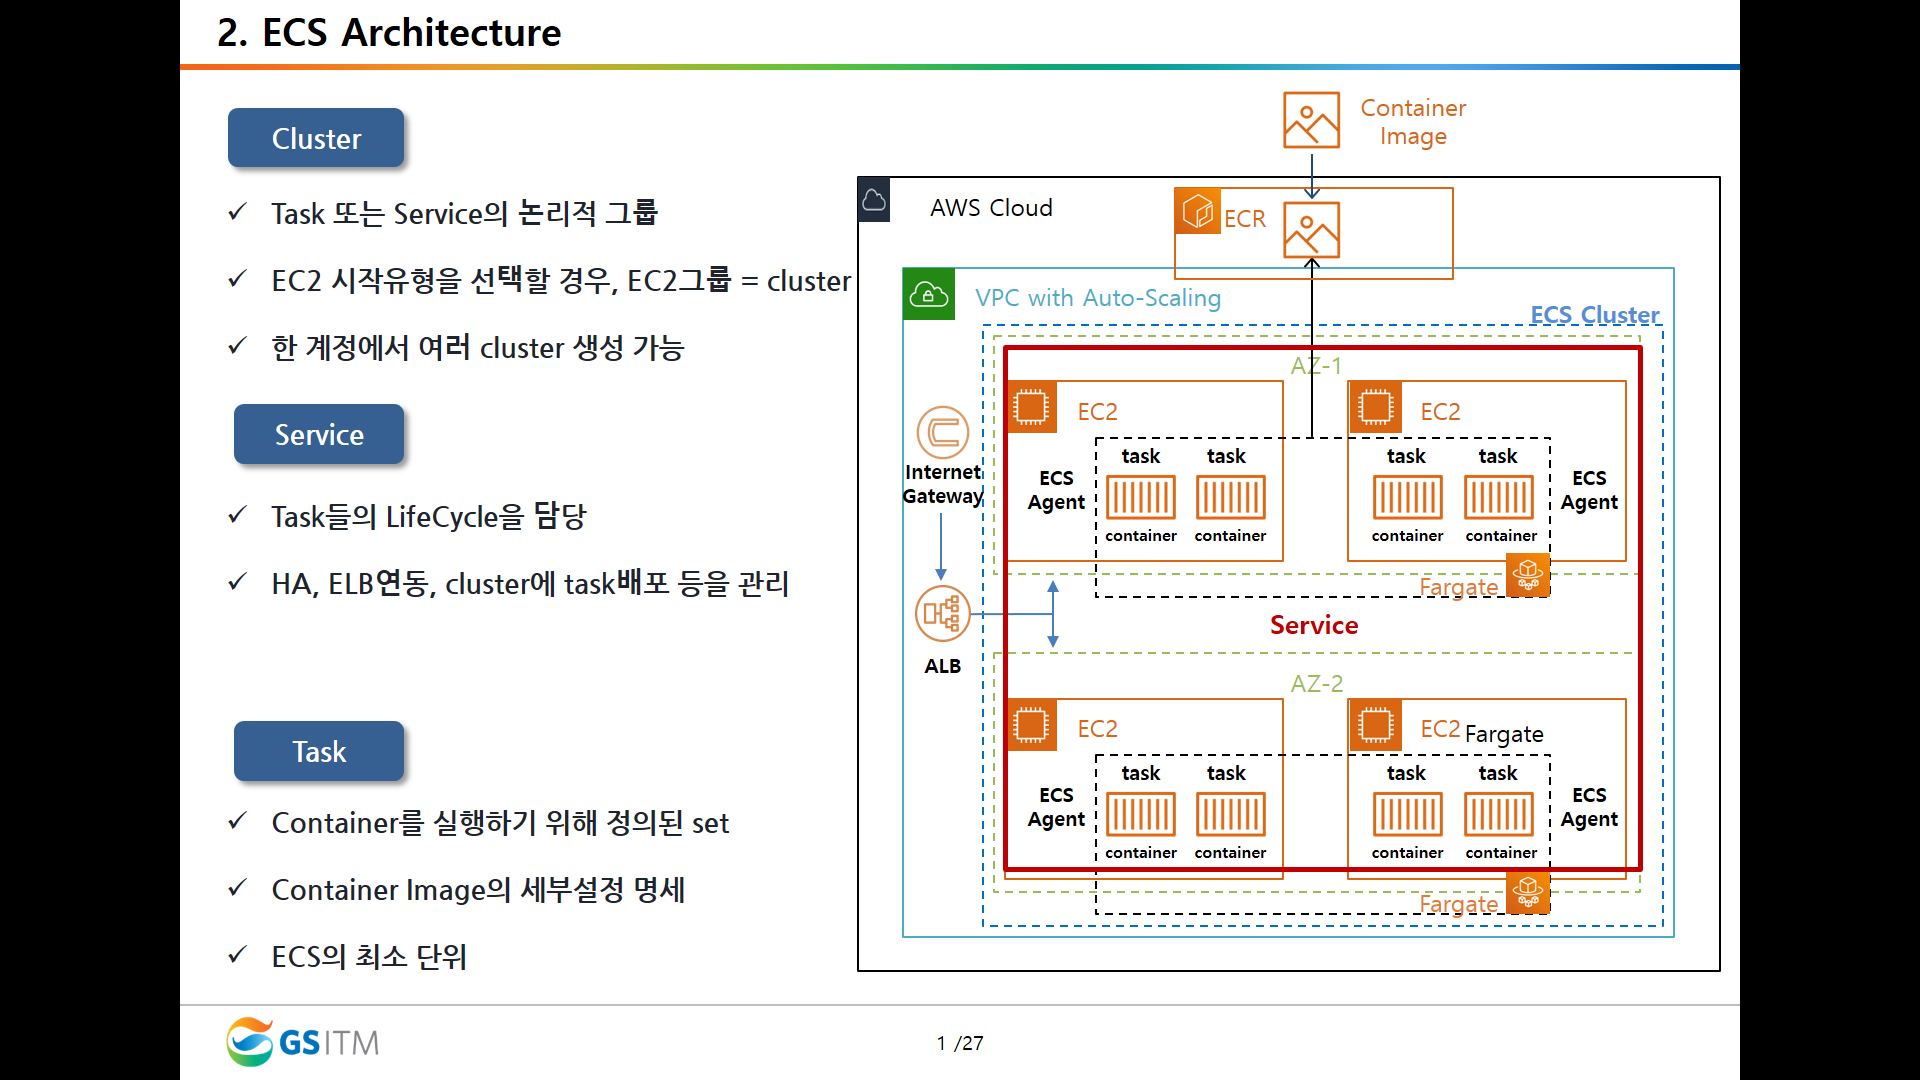 2. ECS Architecture
Cluster
Task 또는 Service의 논리적 그룹
EC2 시작유형을 선택할 경우, EC2그룹 = cluster
한 계정에서 여러 cluster 생성 가능
Service
Task들의 LifeCycle을 담당
HA, ELB연동, cluster에 task배포 등을 관리
Task
Container를 실행하기 위해 정의된 set
Container Image의 세부설정 명세
ECS의 최소 단위
Container
Image
AWS Cloud
ECR
VPC with Auto-Scaling
ECS Cluster
AZ-1
EC2
EC2
Internet
Gateway
ECS
Agent
task
task
container
container
task
task
container
container
ECS
Agent
Fargate
Service
ALB
AZ-2
EC2
EC2
Fargate
ECS
Agent
task
task
container
container
task
task
container
container
ECS
Agent
Fargate
GSITM
1 /27